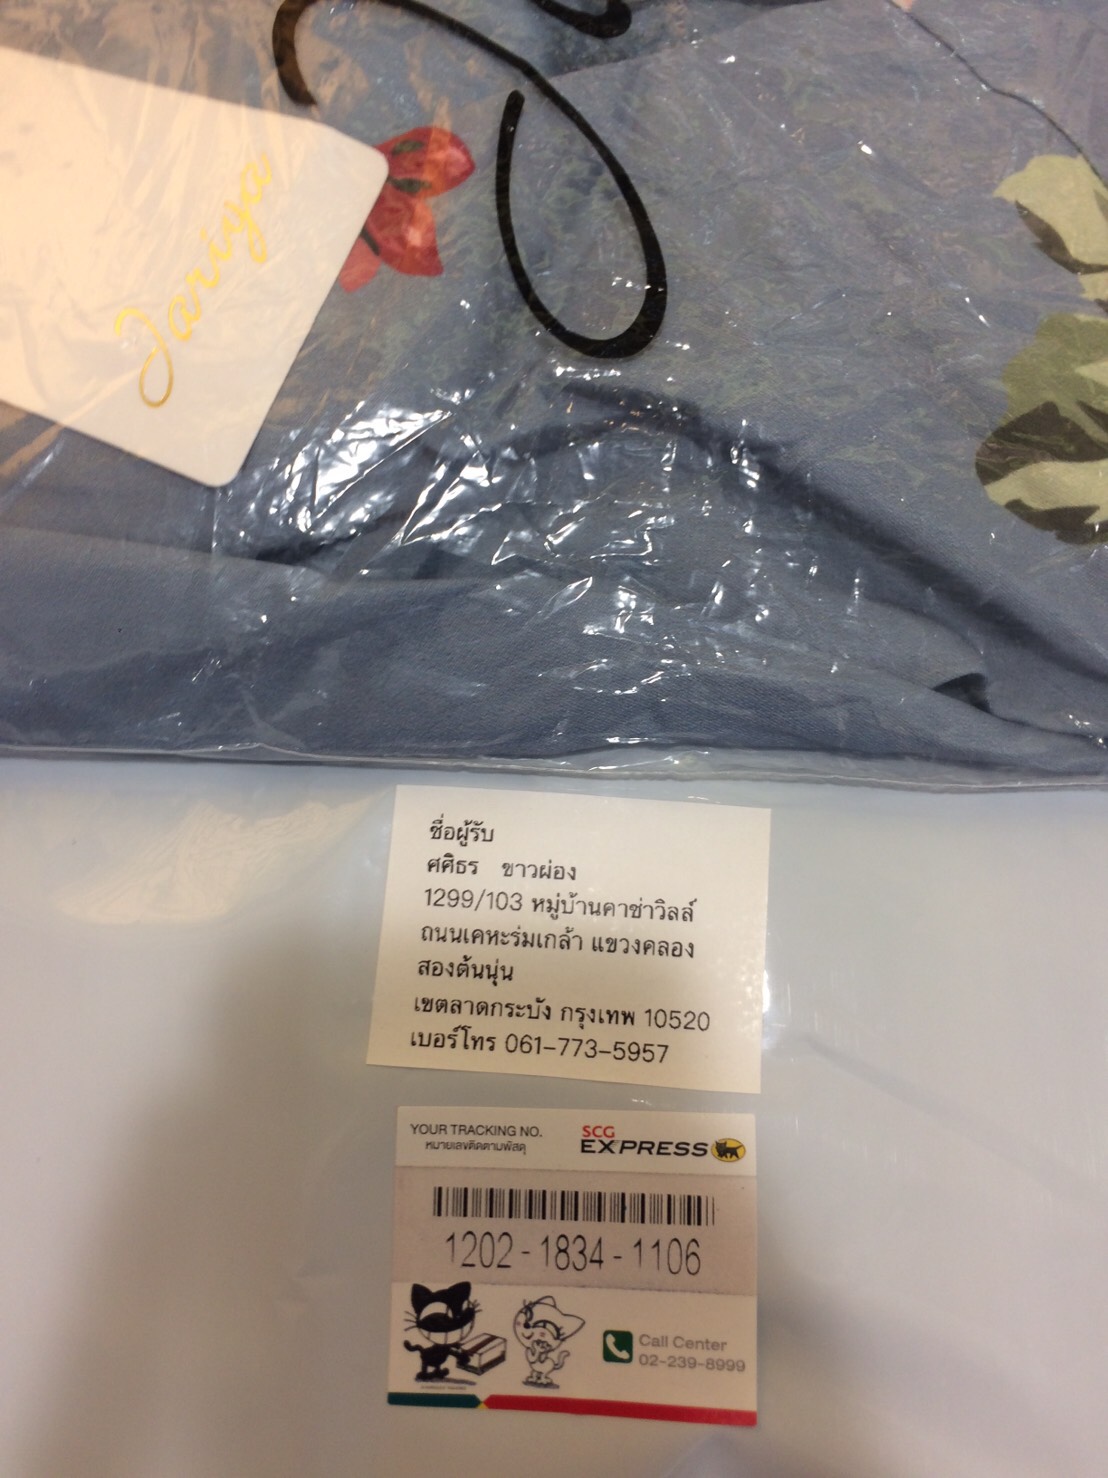 Jariya
ชื่อผู้รับ
ศศิธร ขาวผ่อง
1299/103 หมู่บ้านคาซ่าวิลล์
ถนนเคหะร่มเกล้า แขวงคลอง
สองต้นนุ่น
เขตลาดกระบัง กรุงเทพ 10520
เบอร์โทร 061-773-5957
YOUR TRACKING NO.
หมายเลขติดตามพัสดุ
SCG
EXPRESS
1202 - 1834 - 1106
Call Center
02-239-8999